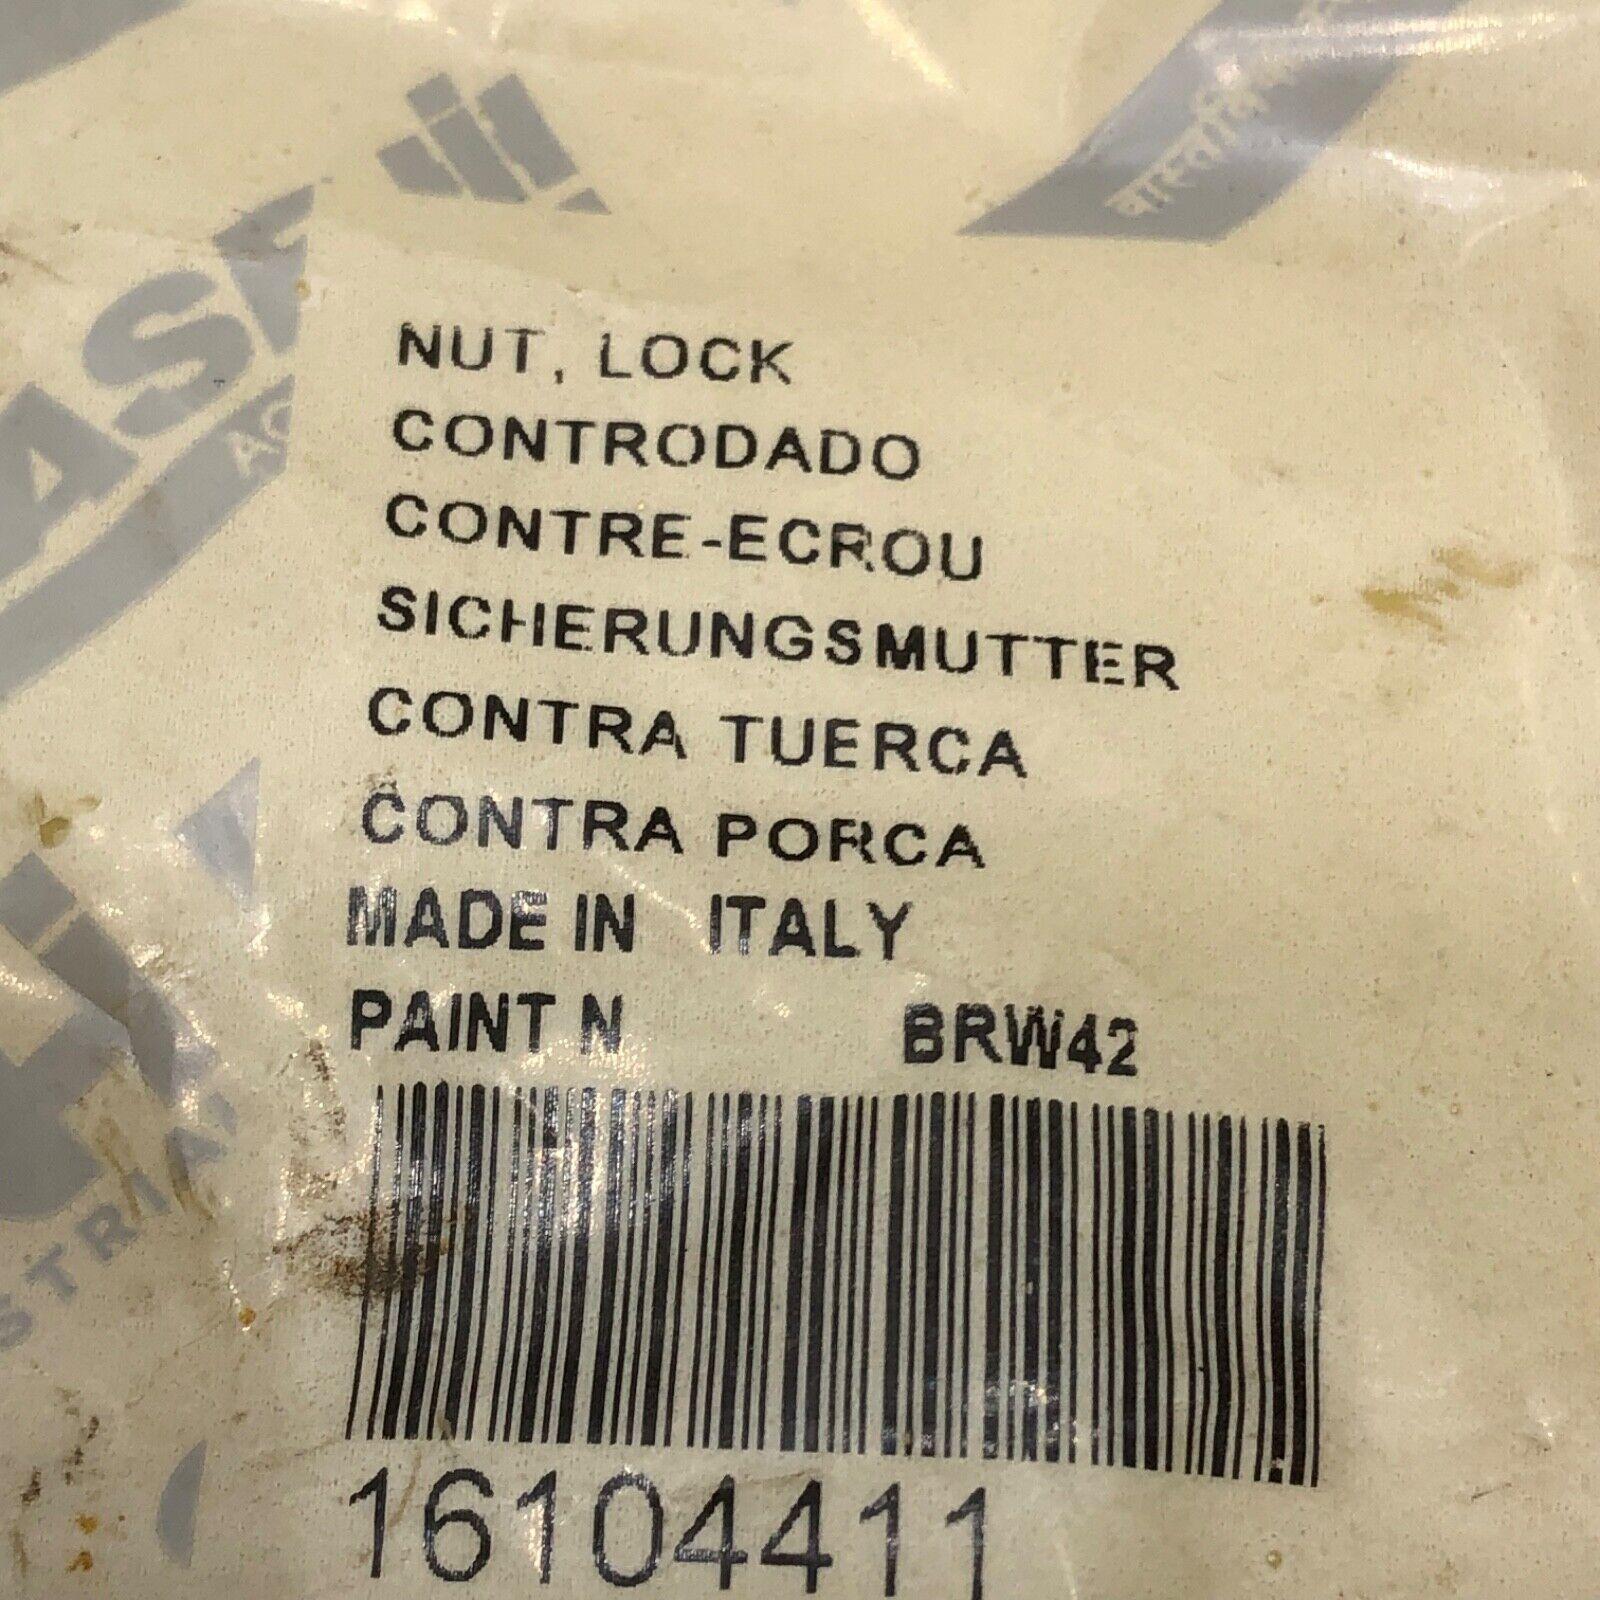 NUT, LOCK
CONTRODADO
CONTRE-ECROU
SICHERUNGSMUTTER
CONTRA TUERCA
CONTRA PORCA
MADE IN ITALY
PAINT N BRW42
16104411